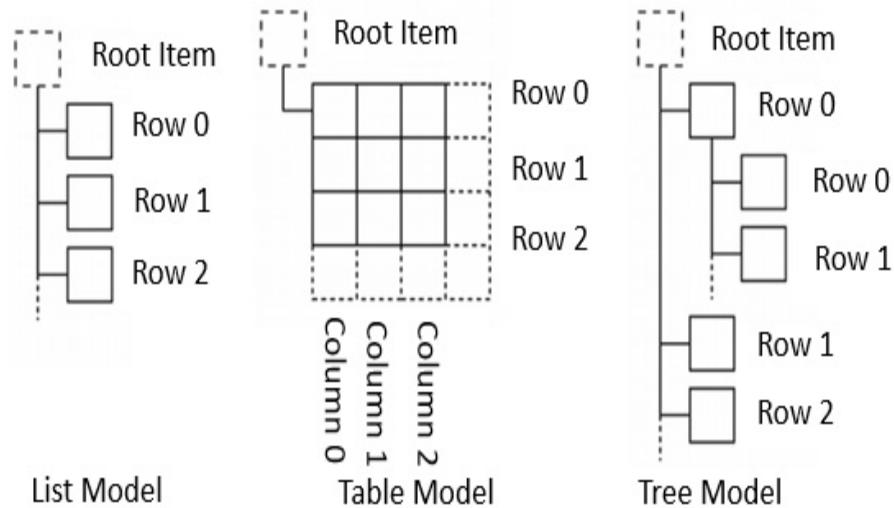 Root Item
Row 0
Row 1
Row 2
List Model
Root Item
Row 0
Row 1
Row 2
Column 0
Column 1
Column 2
Table Model
Root Item
Row 0
Row 0
Row 1
Row 1
Row 2
Tree Model